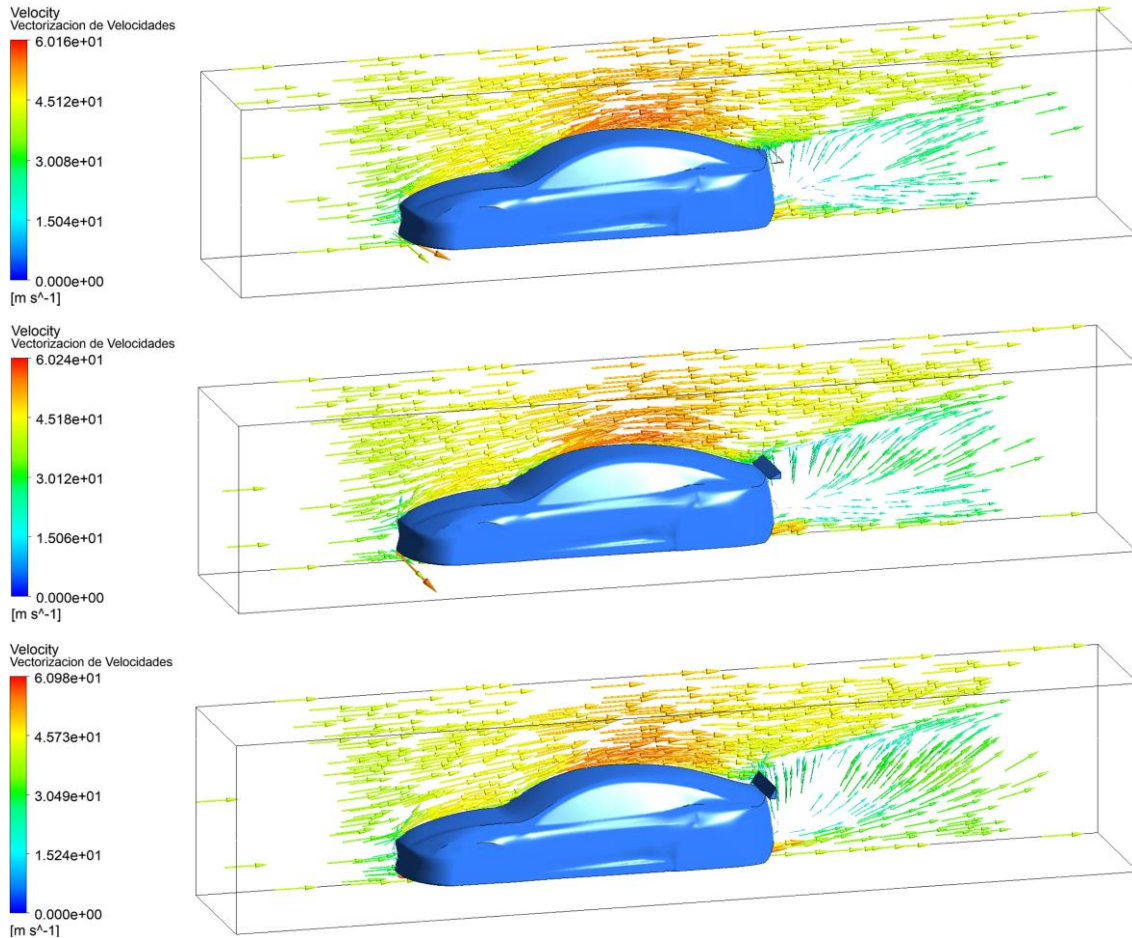 Velocity
Vectorizacion de Velocidades
6.016e+01
4.512e+01
3.008e+01
1.504e+01
0.000e+00
[m s^-1]
Velocity
Vectorizacion de Velocidades
6.024e+01
4.518e+01
3.012e+01
1.506e+01
0.000e+00
[m s^-1]
Velocity
Vectorizacion de Velocidades
6.098e+01
4.573e+01
3.049e+01
1.524e+01
0.000e+00
[m s^-1]